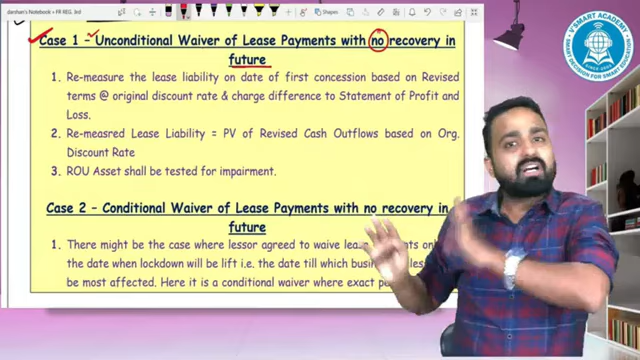 darshan's Notebook » FR REG. 3rd
Shapes
V'SMART ACADEMY
SMART DECISION FOR SMART EDUCATION
Case 1 – Unconditional Waiver of Lease Payments with no recovery in
future
1. Re-measure the lease liability on date of first concession based on Revised
terms @ original discount rate & charge difference to Statement of Profit and
Loss.
2. Re-measred Lease Liability = PV of Revised Cash Outflows based on Org.
Discount Rate
3. ROU Asset shall be tested for impairment.
Case 2 – Conditional Waiver of Lease Payments with no recovery in
future
1. There might be the case where lessor agreed to waive lease
the date when lockdown will be lift i.e. the date till which
be most affected. Here it is a conditional waiver where exact